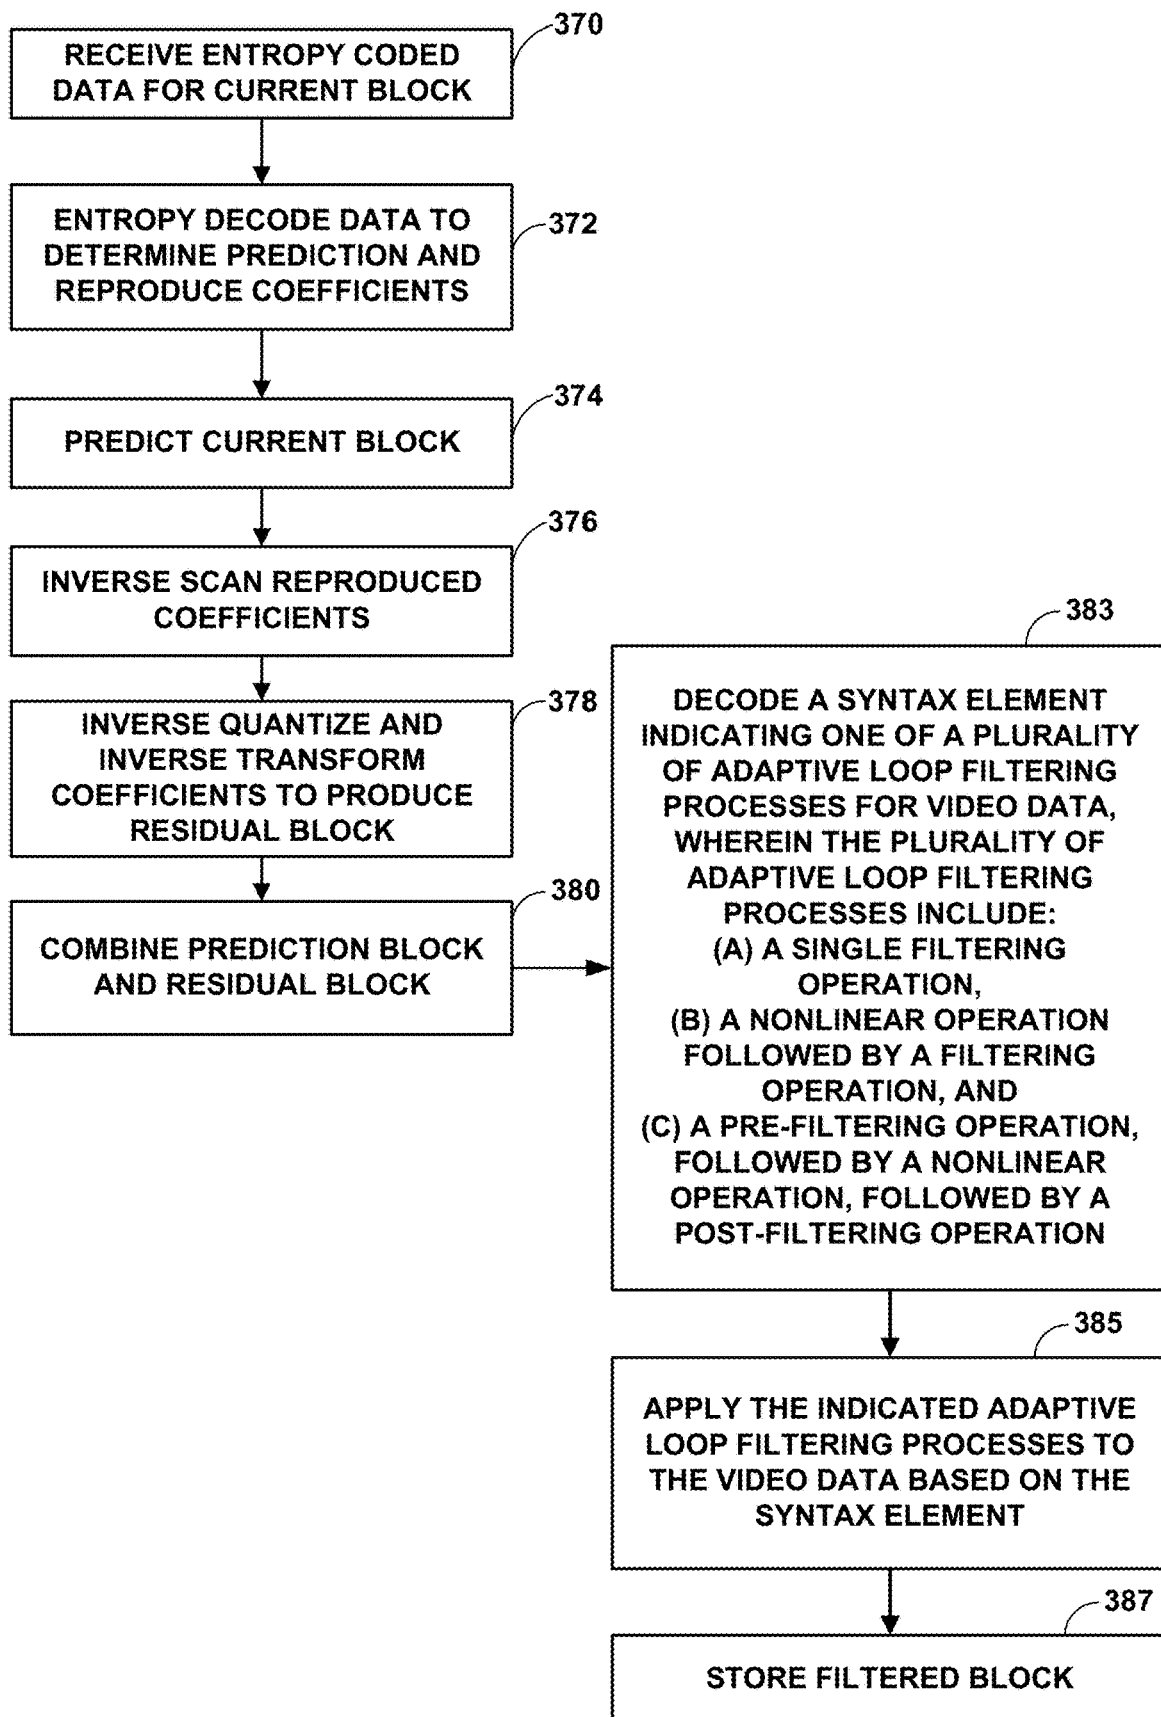 370
RECEIVE ENTROPY CODED
DATA FOR CURRENT BLOCK
372
ENTROPY DECODE DATA TO
DETERMINE PREDICTION AND
REPRODUCE COEFFICIENTS
374
PREDICT CURRENT BLOCK
376
INVERSE SCAN REPRODUCED
COEFFICIENTS
378
INVERSE QUANTIZE AND
INVERSE TRANSFORM
COEFFICIENTS TO PRODUCE
RESIDUAL BLOCK
380
COMBINE PREDICTION BLOCK
AND RESIDUAL BLOCK
383
DECODE A SYNTAX ELEMENT
INDICATING ONE OF A PLURALITY
OF ADAPTIVE LOOP FILTERING
PROCESSES FOR VIDEO DATA,
WHEREIN THE PLURALITY OF
ADAPTIVE LOOP FILTERING
PROCESSES INCLUDE:
(A) A SINGLE FILTERING
OPERATION,
(B) A NONLINEAR OPERATION
FOLLOWED BY A FILTERING
OPERATION, AND
(C) A PRE-FILTERING OPERATION,
FOLLOWED BY A NONLINEAR
OPERATION, FOLLOWED BY A
POST-FILTERING OPERATION
385
APPLY THE INDICATED ADAPTIVE
LOOP FILTERING PROCESSES TO
THE VIDEO DATA BASED ON THE
SYNTAX ELEMENT
387
STORE FILTERED BLOCK